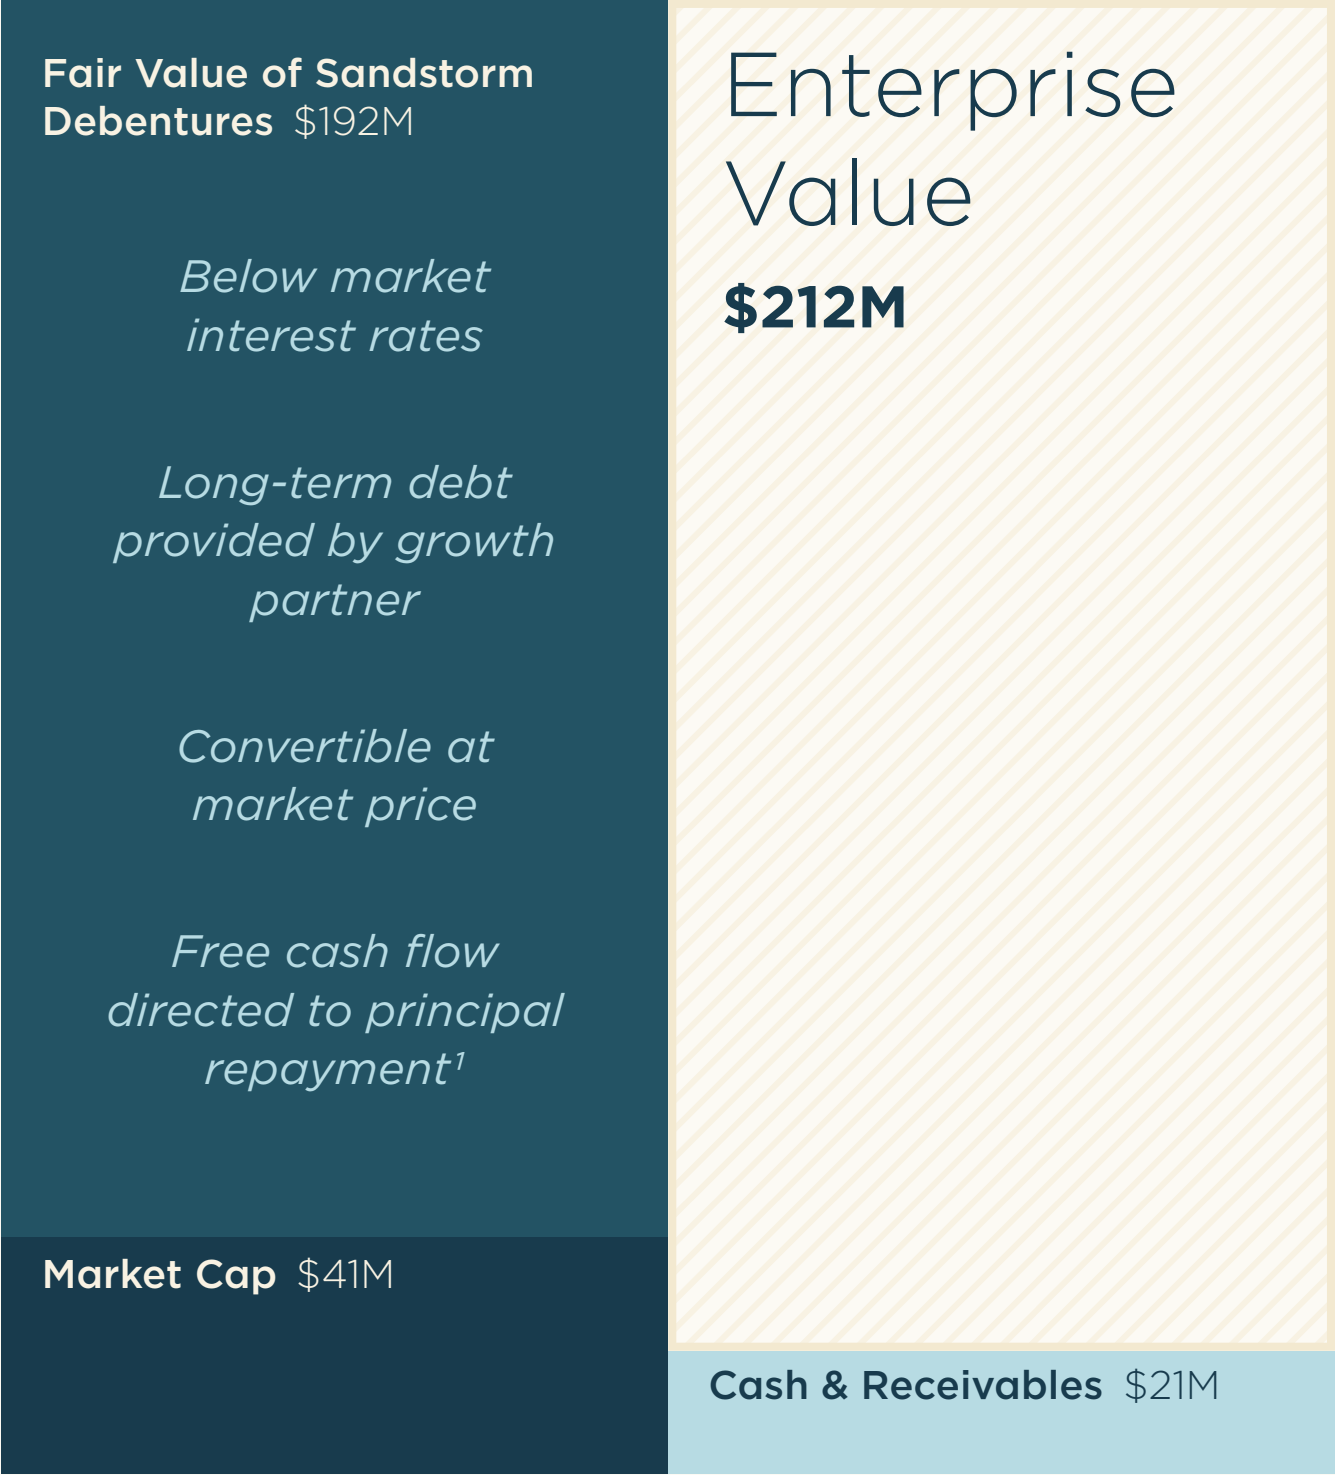 Fair Value of Sandstorm
Debentures $192M
Below market
interest rates
Long-term debt
provided by growth
partner
Convertible at
market price
Free cash flow
directed to principal
repayment¹
Market Cap $41M
Enterprise
Value
$212M
Cash & Receivables $21M